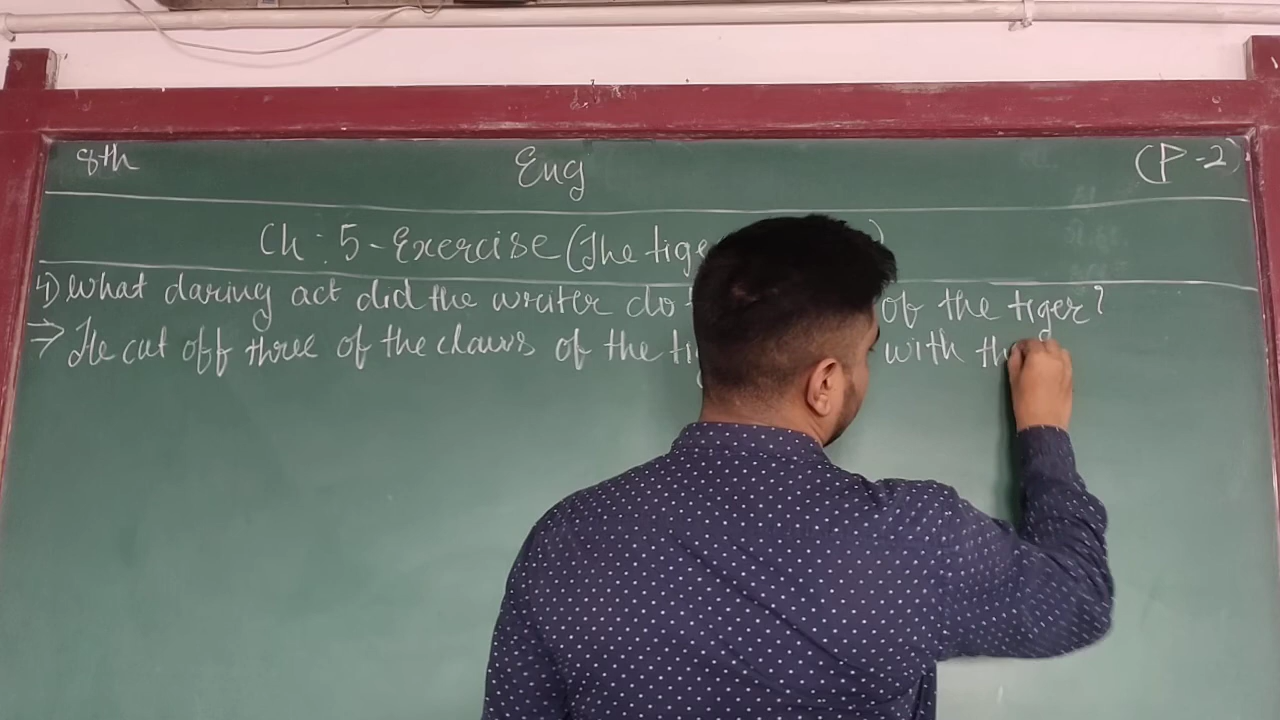 8th Eng (P-2)
Ch: 5-Exercise (The tige )
4) What daring act did the writer do of the tiger?
⇒ He cut off three of the claws of the ti with th